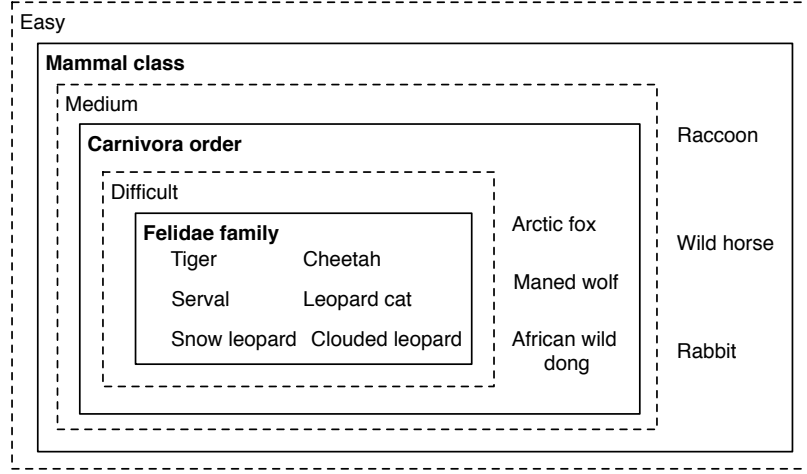 Easy
Mammal class
Medium
Carnivora order
Difficult
Felidae family
Tiger Cheetah
Serval Leopard cat
Snow leopard Clouded leopard
Arctic fox
Maned wolf
African wild
dong
Raccoon
Wild horse
Rabbit